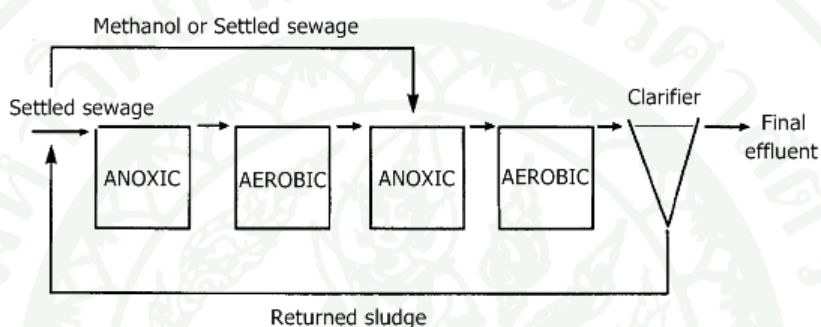 Methanol or Settled sewage
Settled sewage
Clarifier
Final
effluent
ANOXIC
AEROBIC
ANOXIC
AEROBIC
Returned sludge